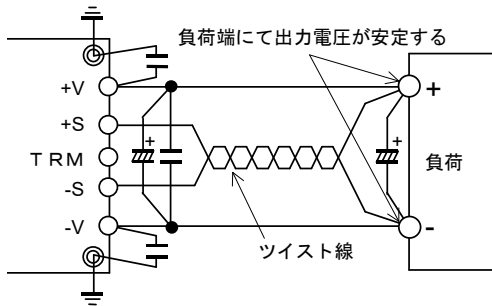 負荷端にて出力電圧が安定する
+V
+S
TRM
-S
-V
+
+
+
-
負荷
ツイスト線